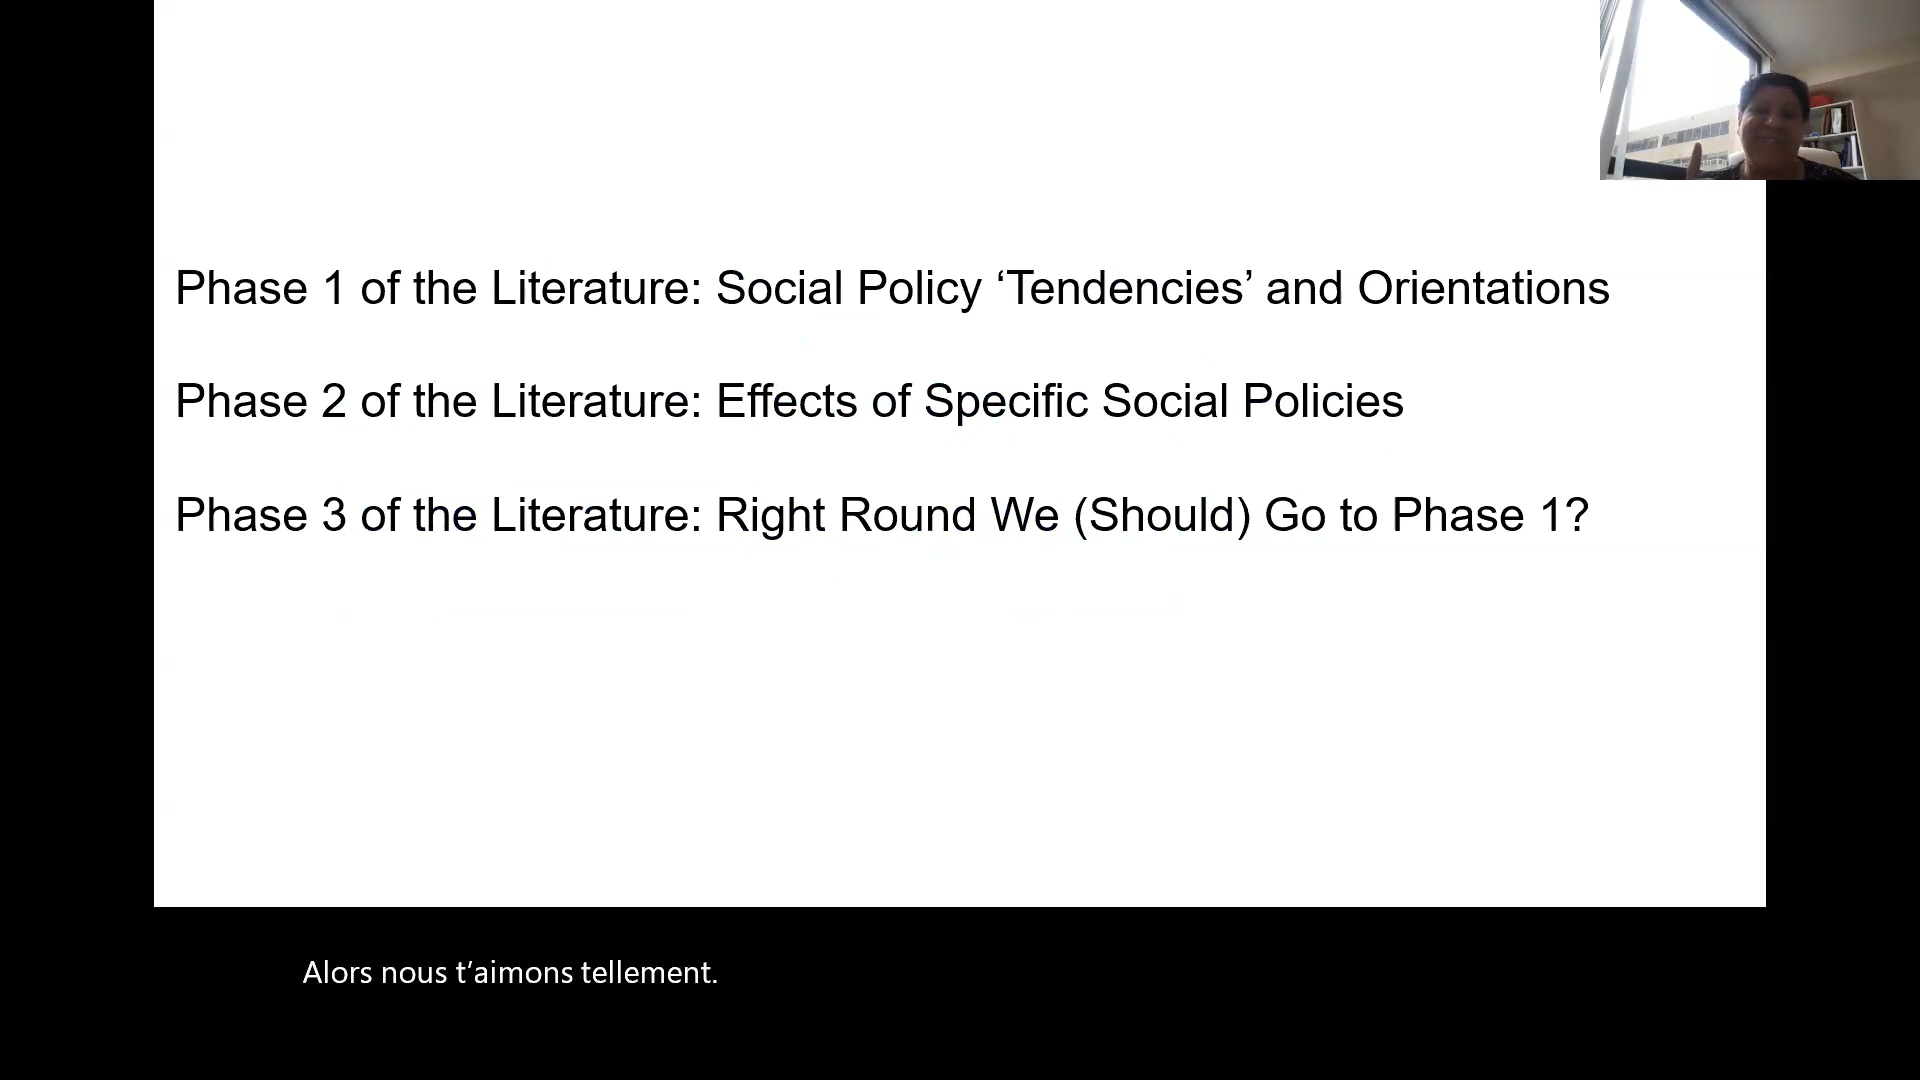 Phase 1 of the Literature: Social Policy ‘Tendencies’ and Orientations
Phase 2 of the Literature: Effects of Specific Social Policies
Phase 3 of the Literature: Right Round We (Should) Go to Phase 1?
Alors nous t’aimons tellement.